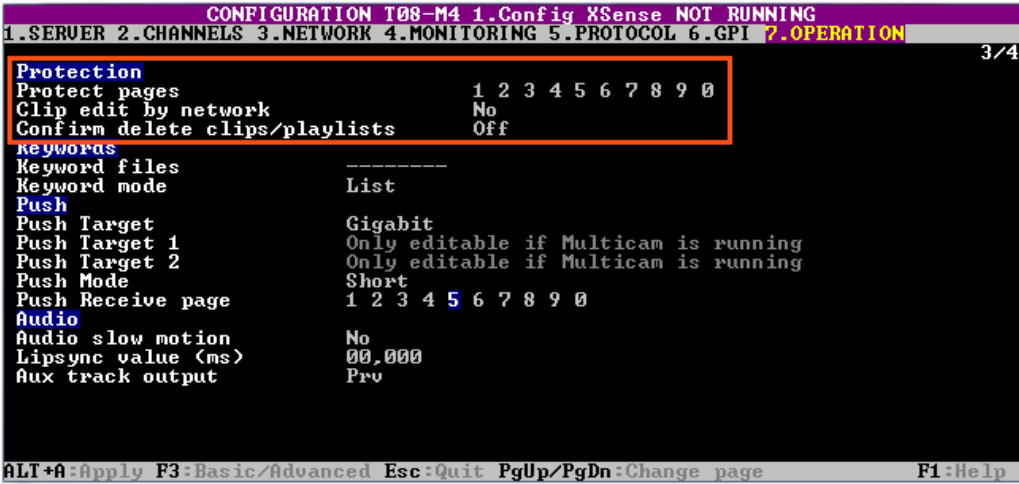 CONFIGURATION T08-M4 1.Config XSense NOT RUNNING
1.SERVER 2.CHANNELS 3.NETWORK 4.MONITORING 5.PROTOCOL 6.GPI 7.OPERATION
3/4
Protection
Protect pages 1 2 3 4 5 6 7 8 9 0
Clip edit by network No
Confirm delete clips/playlists Off
Keywords
Keyword files --------
Keyword mode List
Push
Push Target Gigabit
Push Target 1 Only editable if Multicam is running
Push Target 2 Only editable if Multicam is running
Push Mode Short
Push Receive page 1 2 3 4 5 6 7 8 9 0
Audio
Audio slow motion No
Lipsync value (ms) 00,000
Aux track output Prv
ALT+A:Apply F3:Basic/Advanced Esc:Quit PgUp/PgDn:Change page F1:Help